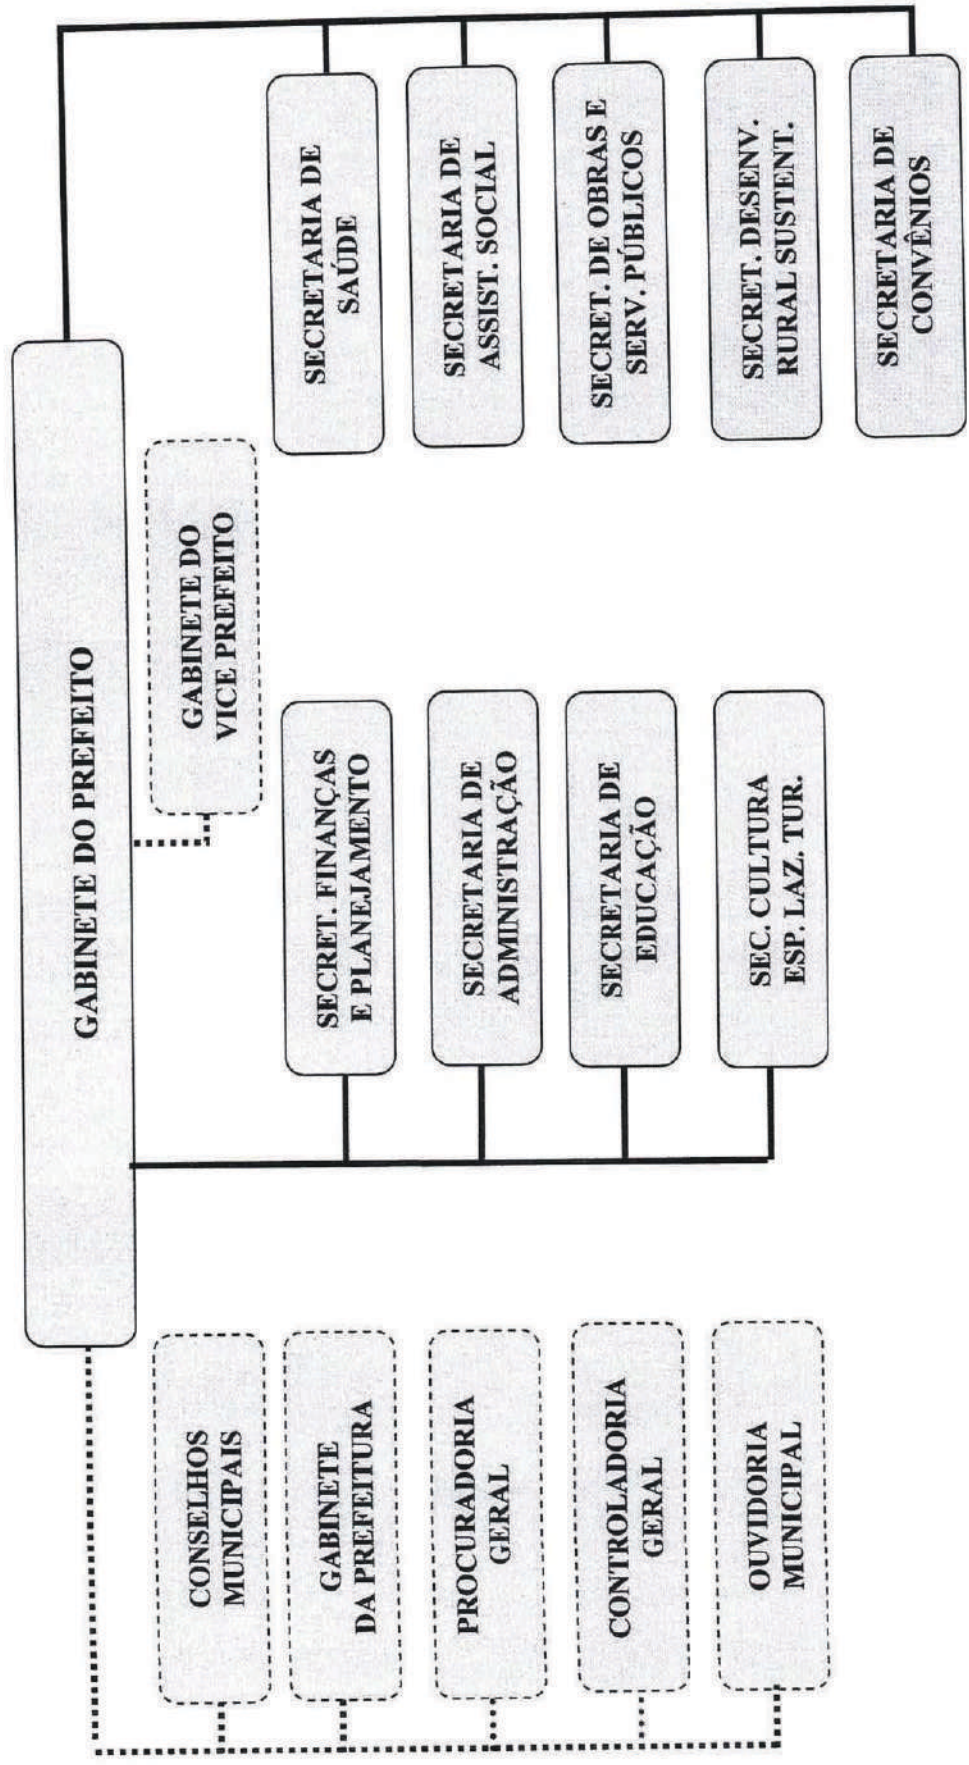 GABINETE DO PREFEITO
GABINETE DO
VICE PREFEITO
CONSELHOS
MUNICIPAIS
GABINETE
DA PREFEITURA
PROCURADORIA
GERAL
CONTROLADORIA
GERAL
OUVIDORIA
MUNICIPAL
SECRET. FINANÇAS
E PLANEJAMENTO
SECRETARIA DE
ADMINISTRAÇÃO
SECRETARIA DE
EDUCAÇÃO
SEC. CULTURA
ESP. LAZ. TUR.
SECRETARIA DE
SAÚDE
SECRETARIA DE
ASSIST. SOCIAL
SECRET. DE OBRAS E
SERV. PÚBLICOS
SECRET. DESENV.
RURAL SUSTENT.
SECRETARIA DE
CONVÊNIOS